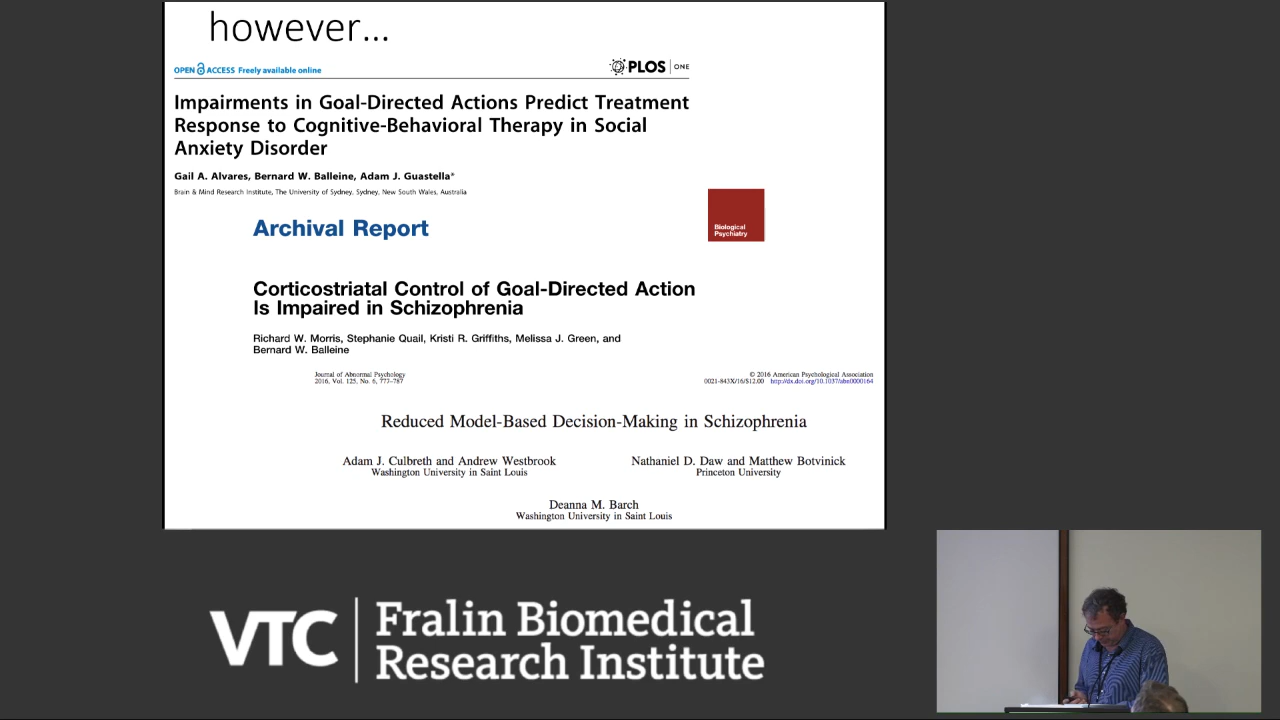 however...
OPEN ACCESS Freely available online
PLOS ONE
Impairments in Goal-Directed Actions Predict Treatment
Response to Cognitive-Behavioral Therapy in Social
Anxiety Disorder
Gail A. Alvares, Bernard W. Balleine, Adam J. Guastella*
Brain & Mind Research Institute, The University of Sydney, Sydney, New South Wales, Australia
Archival Report
Biological
Psychiatry
Corticostriatal Control of Goal-Directed Action
Is Impaired in Schizophrenia
Richard W. Morris, Stephanie Quail, Kristi R. Griffiths, Melissa J. Green, and
Bernard W. Balleine
Journal of Abnormal Psychology
2016, Vol. 125, No. 6, 777–787
© 2016 American Psychological Association
0021-843X/16/$12.00 http://dx.doi.org/10.1037/abn0000164
Reduced Model-Based Decision-Making in Schizophrenia
Adam J. Culbreth and Andrew Westbrook
Washington University in Saint Louis
Nathaniel D. Daw and Matthew Botvinick
Princeton University
Deanna M. Barch
Washington University in Saint Louis
VTC
Fralin Biomedical
Research Institute